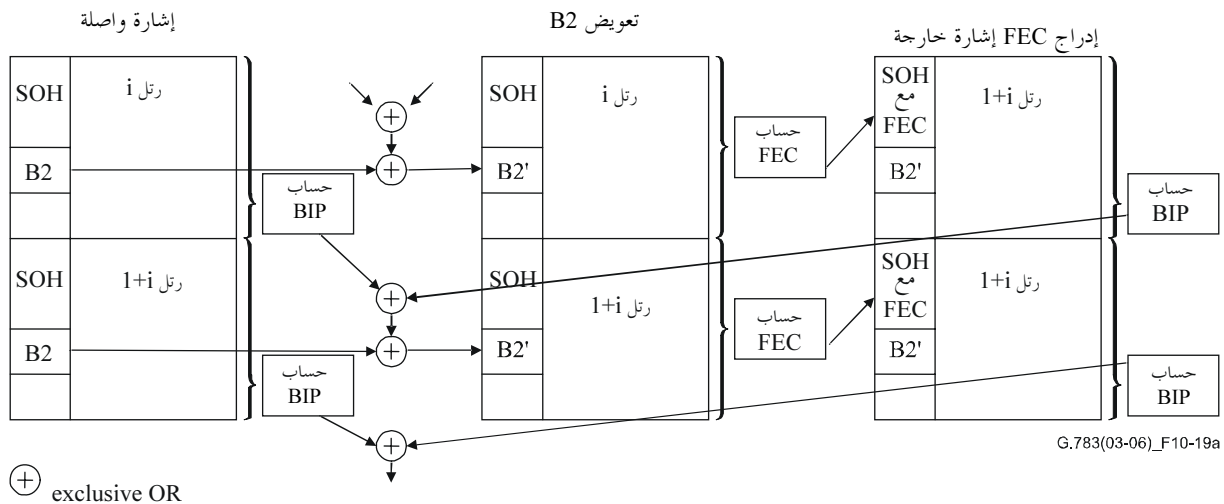 إشارة واصلة
تعويض B2
إدراج FEC إشارة خارجة
SOH
رتل i
B2
حساب
BIP
SOH
رتل 1+i
B2
حساب
BIP
SOH
رتل i
B2'
حساب
FEC
SOH
رتل 1+i
B2'
حساب
FEC
SOH
مع
FEC
رتل 1+i
B2'
حساب
BIP
SOH
مع
FEC
رتل 1+i
B2'
حساب
BIP
G.783(03-06)_F10-19a
exclusive OR